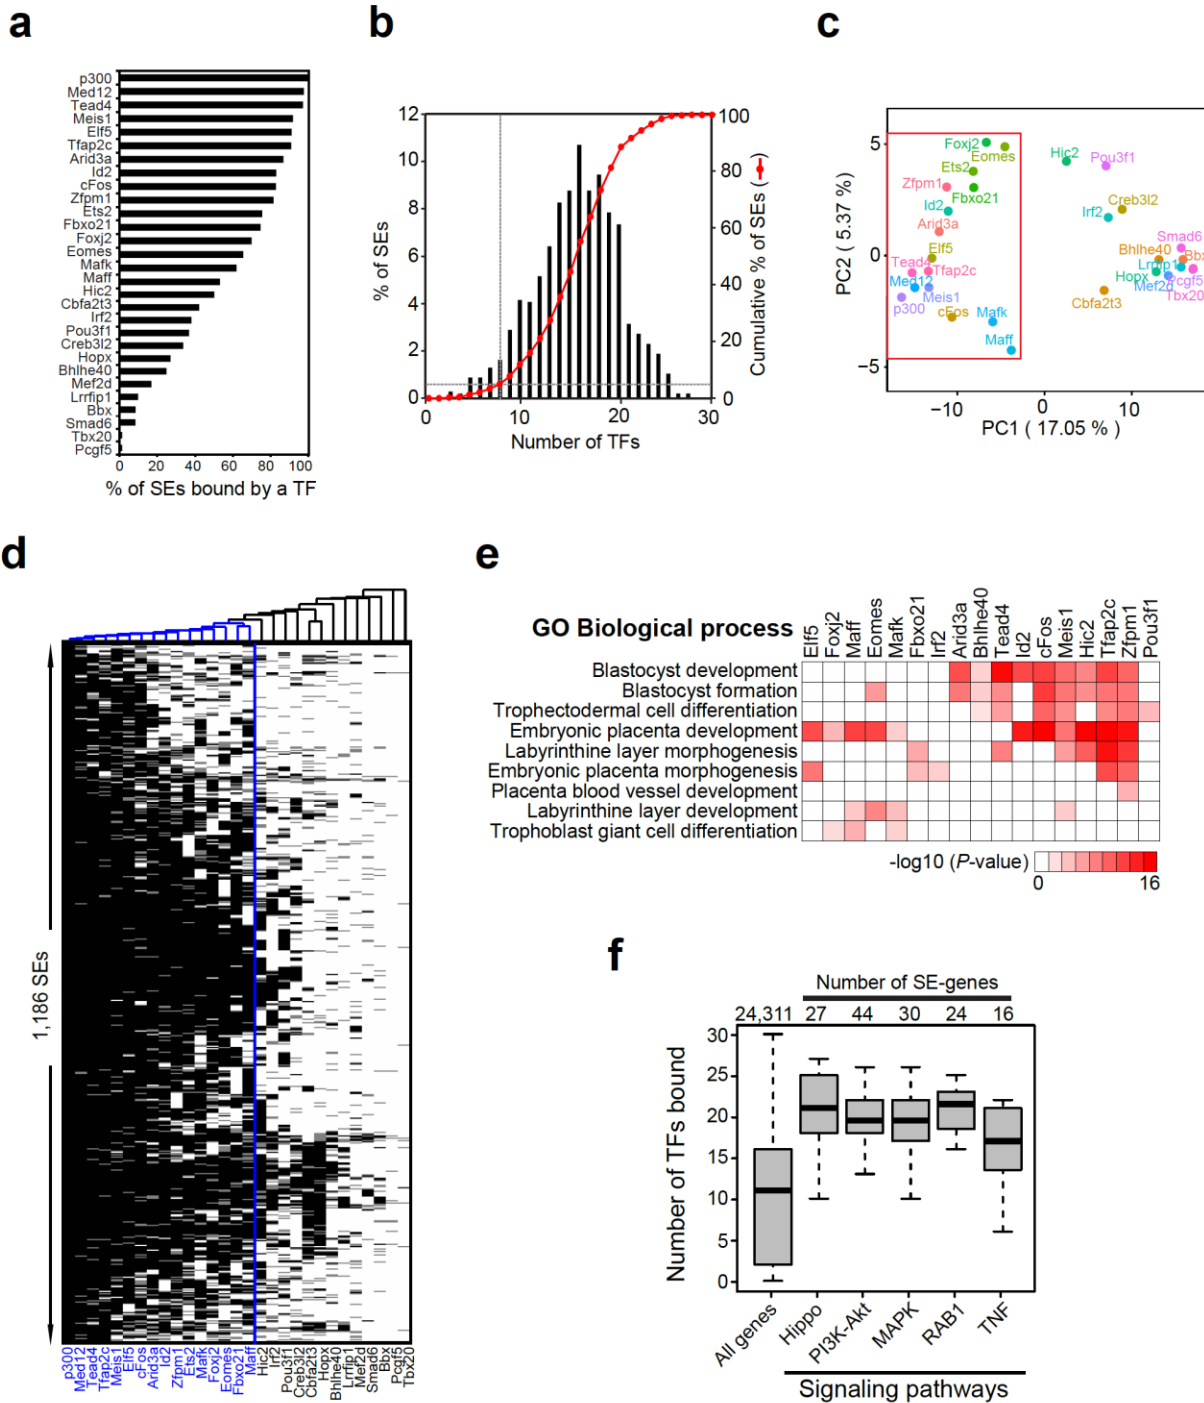 a
p300
Med12
Tead4
Meis1
Elf5
Tfap2c
Arid3a
Id2
cFos
Zfpm1
Ets2
Fbxo21
Foxj2
Eomes
Mafk
Maff
Hic2
Cbfa2t3
Irf2
Pou3f1
Creb3l2
Hopx
Bhlhe40
Mef2d
Lrrfip1
Bbx
Smad6
Tbx20
Pcgf5
0 20 40 60 80 100
% of SEs bound by a TF
b
12
10
8
6
4
2
0
% of SEs
100
80
60
40
20
0
Cumulative % of SEs ( )
0 10 20 30
Number of TFs
c
5
0
−5
PC2 ( 5.37 %)
Foxj2
Eomes
Ets2
Zfpm1
Fbxo21
Id2
Arid3a
Elf5
Tead4
Tfap2c
Med12
Meis1
p300
cFos
Mafk
Maff
Hic2
Pou3f1
Creb3l2
Irf2
Smad6
Bhlhe40
Bbx
Lrrfip1
Hopx
Mef2d
Pcgf5
Tbx20
Cbfa2t3
−10 0 10
PC1 ( 17.05 %)
d
1,186 SEs
p300
Med12
Tead4
Tfap2c
Meis1
Elf5
cFos
Arid3a
Id2
Zfpm1
Ets2
Mafk
Foxj2
Eomes
Fbxo21
Maff
Hic2
Irf2
Pou3f1
Creb3l2
Cbfa2t3
Hopx
Bhlhe40
Lrrfip1
Mef2d
Smad6
Bbx
Pcgf5
Tbx20
e
GO Biological process
Elf5
Foxj2
Maff
Eomes
Mafk
Fbxo21
Irf2
Arid3a
Bhlhe40
Tead4
Id2
cFos
Meis1
Hic2
Tfap2c
Zfpm1
Pou3f1
Blastocyst development
Blastocyst formation
Trophectodermal cell differentiation
Embryonic placenta development
Labyrinthine layer morphogenesis
Embryonic placenta morphogenesis
Placenta blood vessel development
Labyrinthine layer development
Trophoblast giant cell differentiation
-log10 (P-value)
0 16
f
Number of SE-genes
24,311 27 44 30 24 16
30
25
20
15
10
5
0
Number of TFs bound
All genes
Hippo
PI3K-Akt
MAPK
RAB1
TNF
Signaling pathways